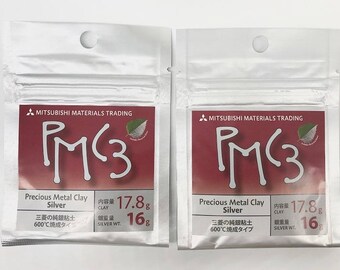 MITSUBISHI MATERIALS TRADING
PMC3
Precious Metal Clay
Silver
三菱の純銀粘土
600℃焼成タイプ
内容量 17.8g
CLAY
銀重量 16g
SILVER WT.
MITSUBISHI MATERIALS TRADING
PMC3
Precious Metal Clay
Silver
三菱の純銀粘土
600℃焼成タイプ
内容量 17.8g
CLAY
銀重量 16g
SILVER WT.